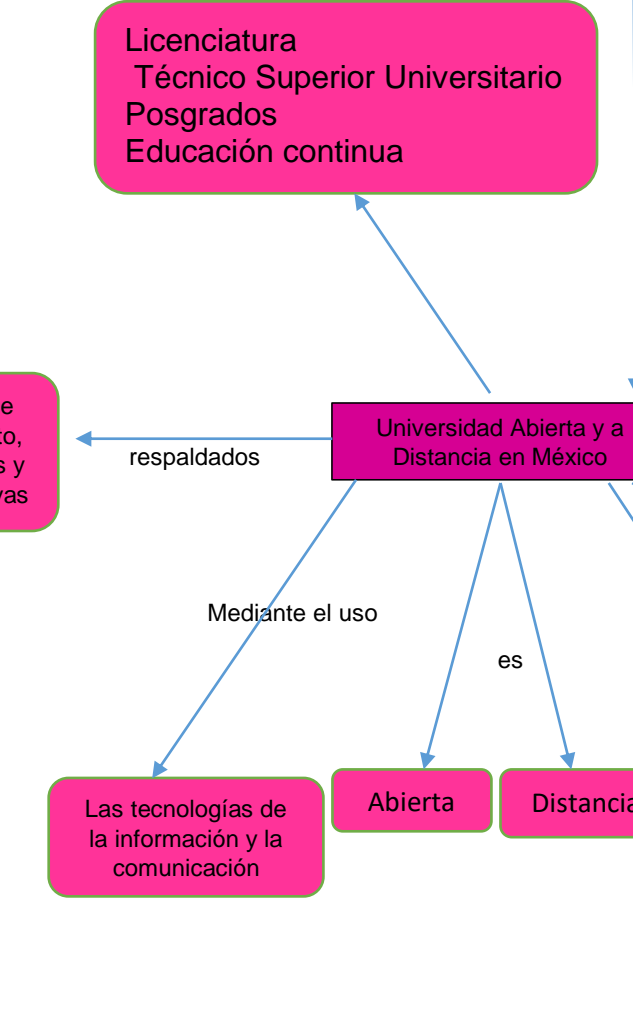 Licenciatura
Técnico Superior Universitario
Posgrados
Educación continua
Universidad Abierta y a
Distancia en México
respaldados
s y
Mediante el uso
es
Abierta
Distancia
Las tecnologías de
la información y la
comunicación